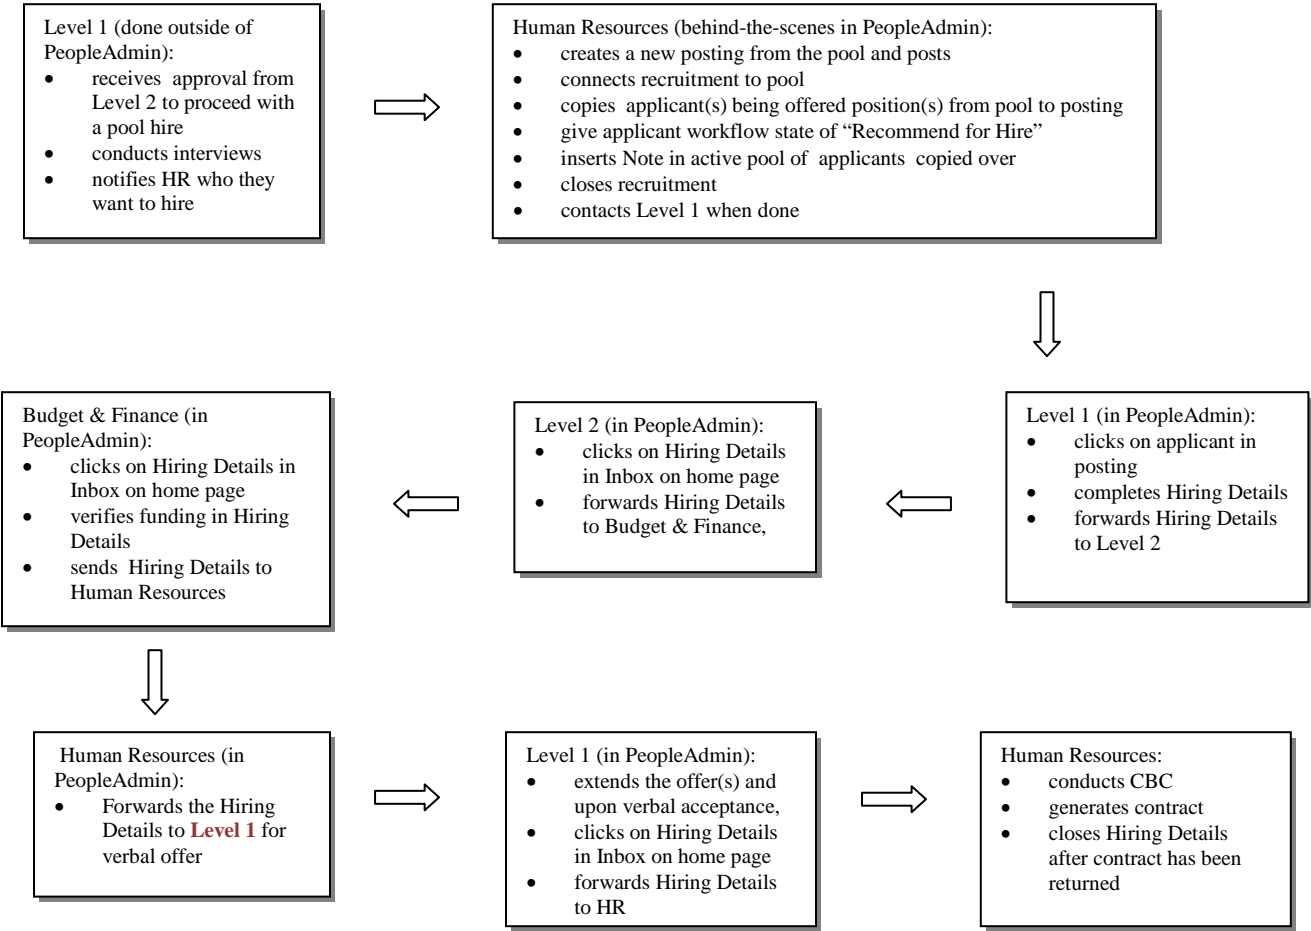 Level 1 (done outside of
PeopleAdmin):
• receives  approval from
Level 2 to proceed with
a pool hire
• conducts interviews
• notifies HR who they
want to hire
Human Resources (behind-the-scenes in PeopleAdmin):
• creates a new posting from the pool and posts
• connects recruitment to pool
• copies  applicant(s) being offered position(s) from pool to posting
• give applicant workflow state of “Recommend for Hire”
• inserts Note in active pool of  applicants  copied over
• closes recruitment
• contacts Level 1 when done
Level 1 (in PeopleAdmin):
• clicks on applicant in
posting
• completes Hiring Details
• forwards Hiring Details
to Level 2
Level 2 (in PeopleAdmin):
• clicks on Hiring Details
in Inbox on home page
• forwards Hiring Details
to Budget & Finance,
Budget & Finance (in
PeopleAdmin):
• clicks on Hiring Details in
Inbox on home page
• verifies funding in Hiring
Details
• sends  Hiring Details to
Human Resources
Human Resources (in
PeopleAdmin):
• Forwards the Hiring
Details to Level 1 for
verbal offer
Level 1 (in PeopleAdmin):
• extends the offer(s) and
upon verbal acceptance,
• clicks on Hiring Details
in Inbox on home page
• forwards Hiring Details
to HR
Human Resources:
• conducts CBC
• generates contract
• closes Hiring Details
after contract has been
returned